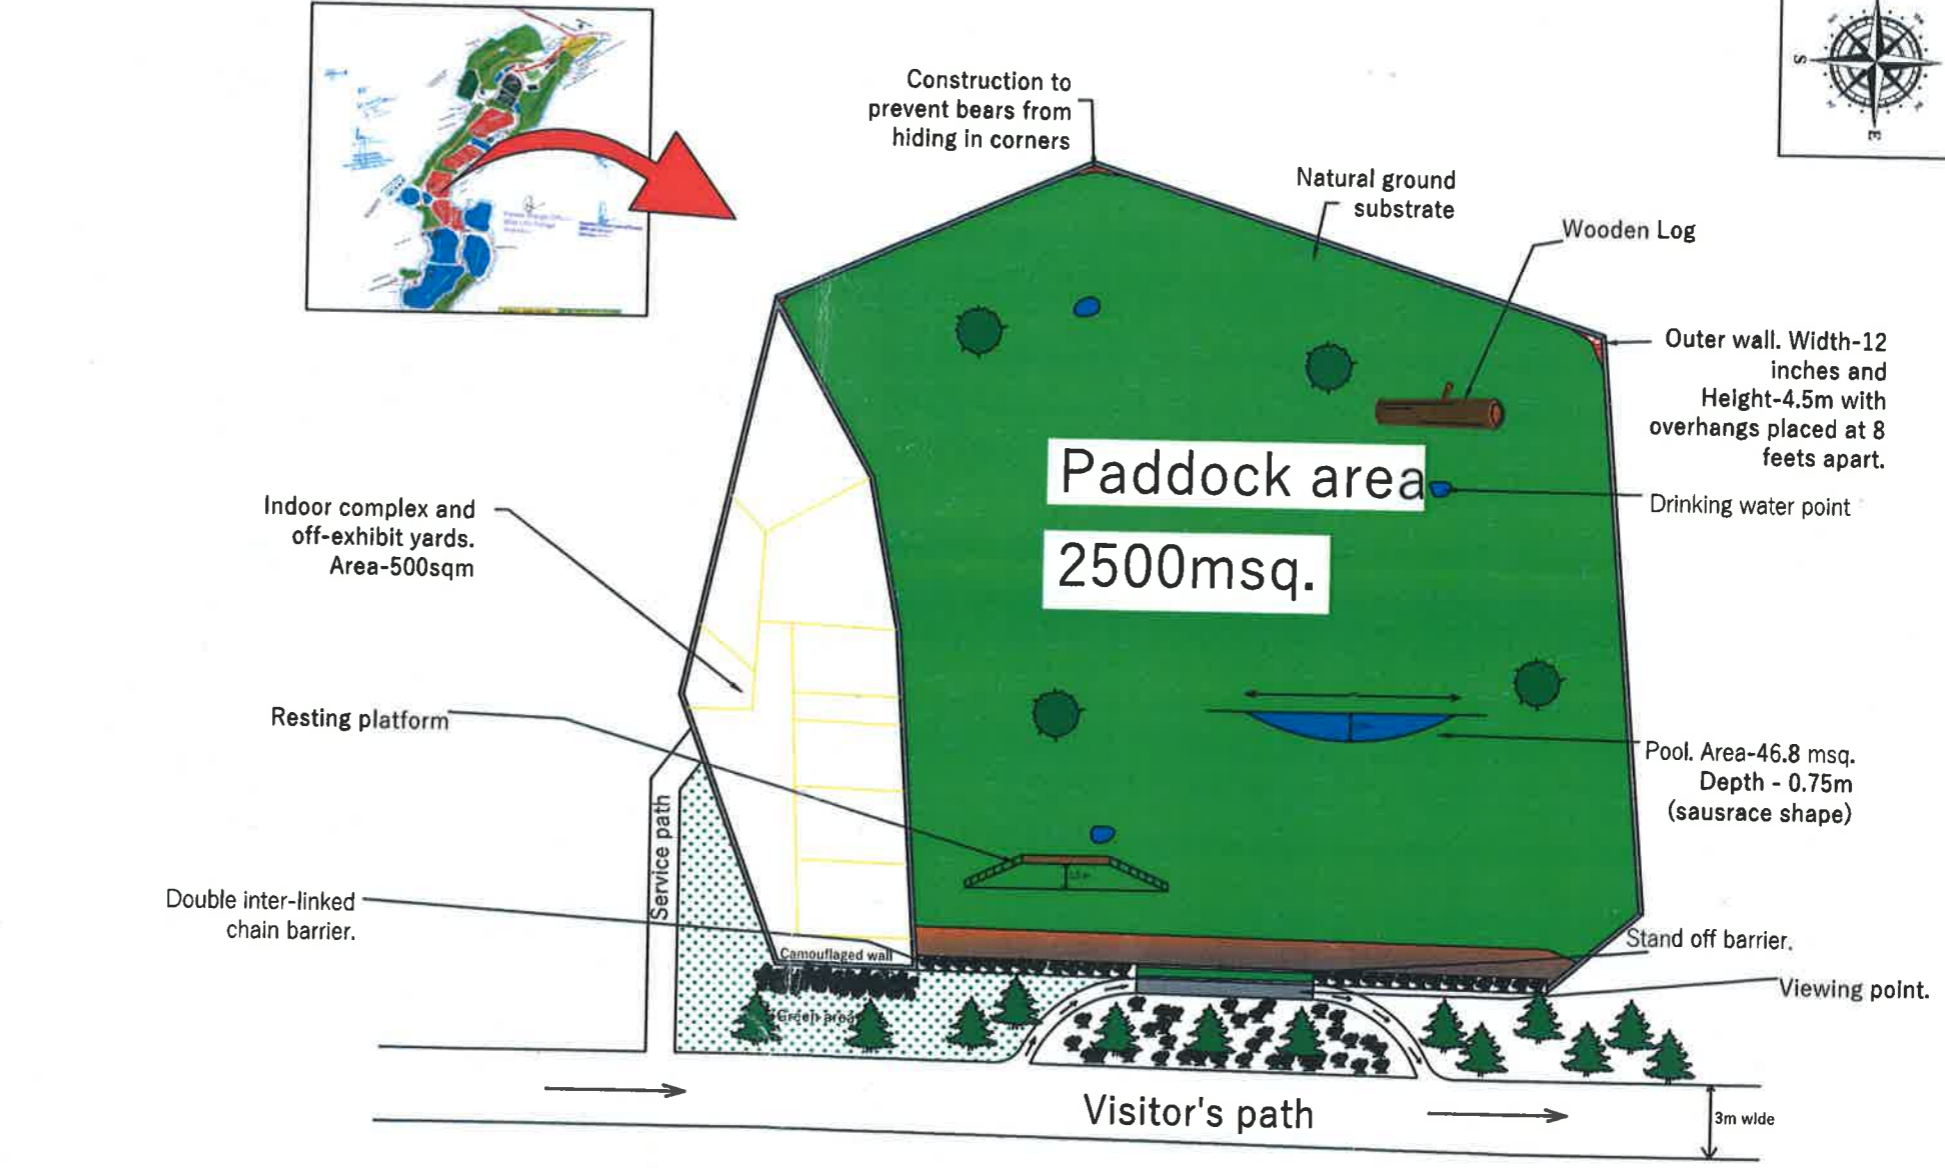 Construction to
prevent bears from
hiding in corners
Natural ground
substrate
Wooden Log
S
E
Outer wall. Width-12
inches and
Height-4.5m with
overhangs placed at 8
feets apart.
Paddock area
Drinking water point
2500msq.
Indoor complex and
off-exhibit yards.
Area-500sqm
Resting platform
Pool. Area-46.8 msq.
Depth - 0.75m
(sausrace shape)
Service path
Double inter-linked
chain barrier.
Camouflaged wall
Stand off barrier.
Viewing point.
Green area
Visitor's path
3m wide